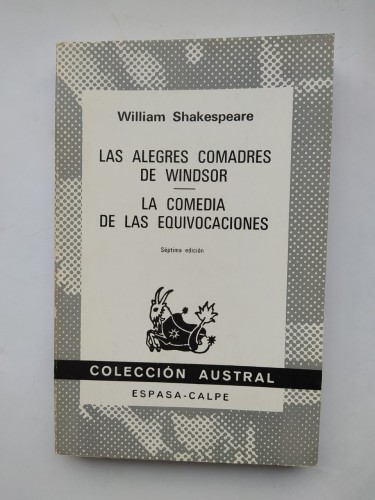 William Shakespeare
LAS ALEGRES COMADRES
DE WINDSOR
LA COMEDIA
DE LAS EQUIVOCACIONES
Séptima edición
COLECCIÓN AUSTRAL
ESPASA-CALPE